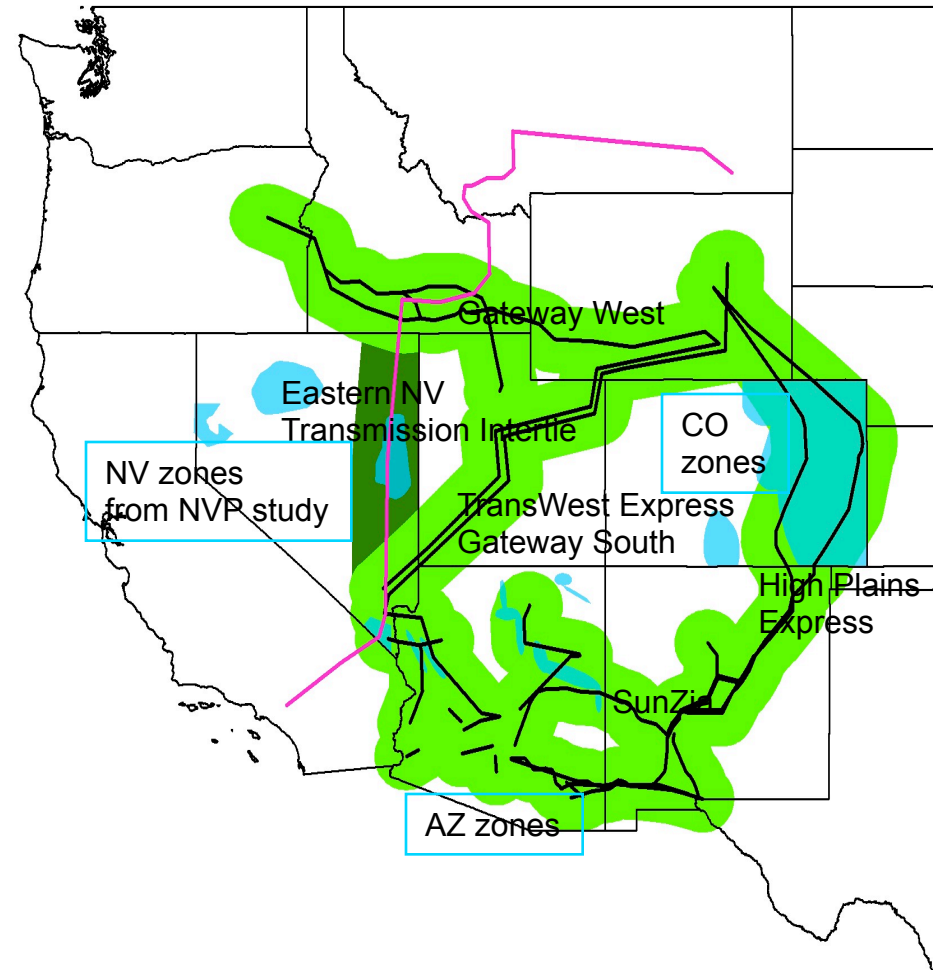 Gateway West
Eastern NV
Transmission Intertie
CO
zones
NV zones
from NVP study
TransWest Express
Gateway South
High Plains
Express
SunZia
AZ zones